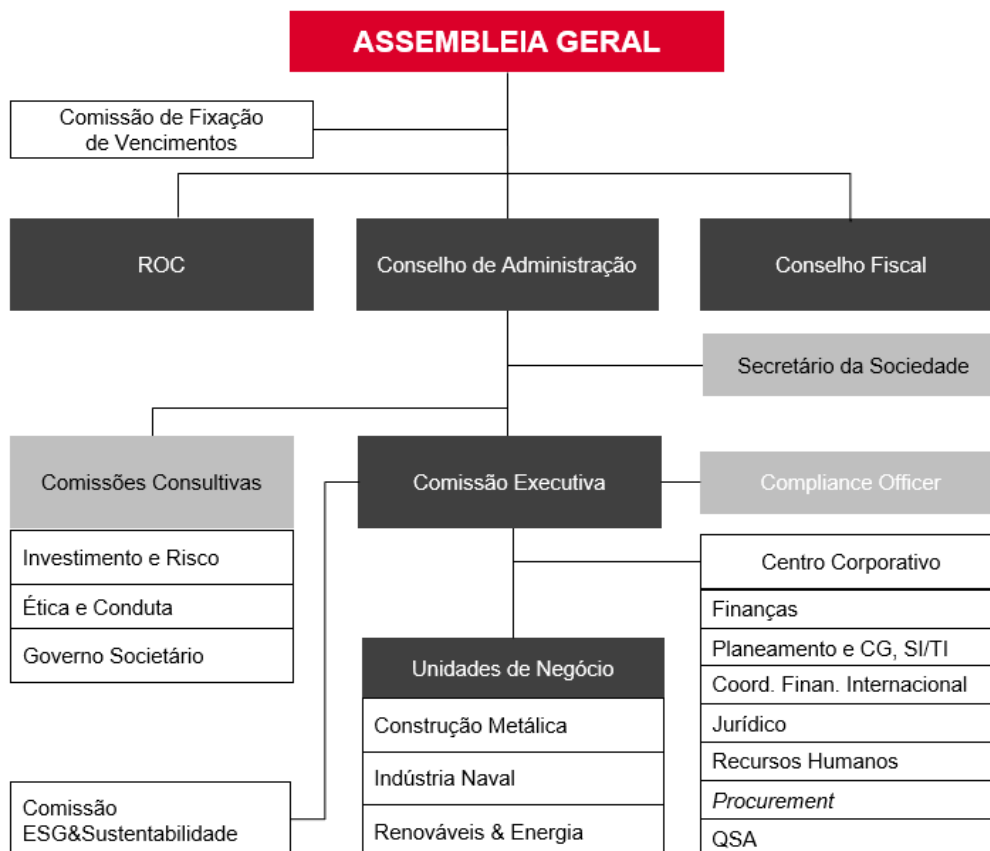 ASSEMBLEIA GERAL
Comissão de Fixação
de Vencimentos
ROC
Conselho de Administração
Conselho Fiscal
Secretário da Sociedade
Comissões Consultivas
Comissão Executiva
Compliance Officer
Investimento e Risco
Ética e Conduta
Governo Societário
Centro Corporativo
Finanças
Planeamento e CG, SI/TI
Coord. Finan. Internacional
Jurídico
Recursos Humanos
Procurement
QSA
Unidades de Negócio
Construção Metálica
Indústria Naval
Renováveis & Energia
Comissão
ESG&Sustentabilidade